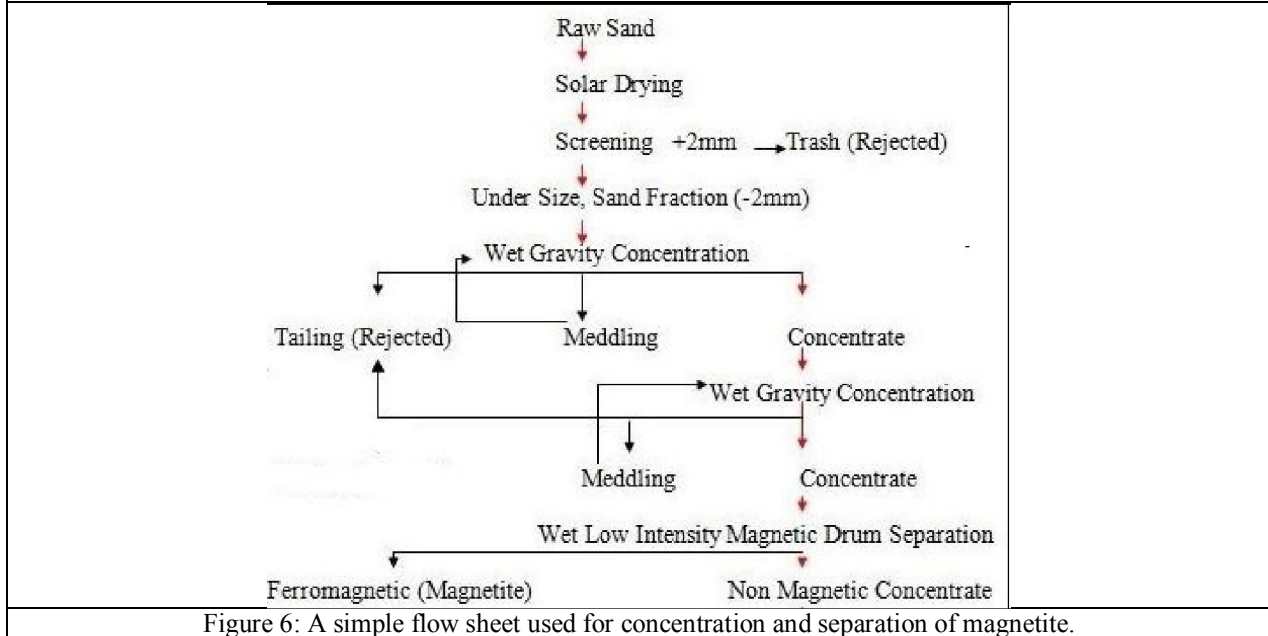 Raw Sand
Solar Drying
Screening +2mm Trash (Rejected)
Under Size, Sand Fraction (-2mm)
Wet Gravity Concentration
Tailing (Rejected) Meddling Concentrate
Wet Gravity Concentration
Meddling Concentrate
Wet Low Intensity Magnetic Drum Separation
Ferromagnetic (Magnetite) Non Magnetic Concentrate
Figure 6: A simple flow sheet used for concentration and separation of magnetite.